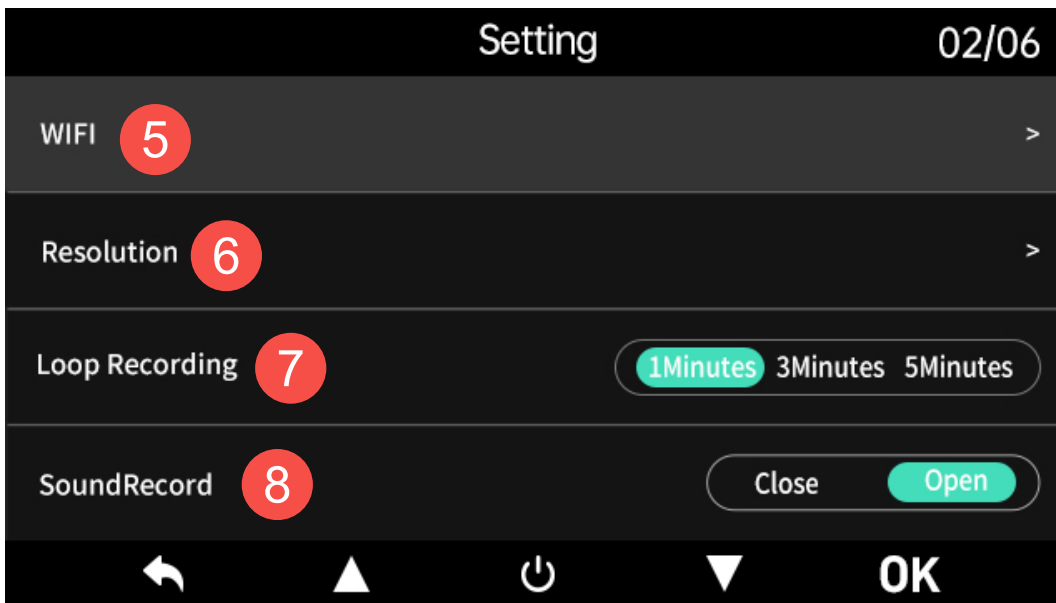 Setting 02/06
WIFI 5 >
Resolution 6 >
Loop Recording 7 1Minutes 3Minutes 5Minutes
SoundRecord 8 Close Open
OK